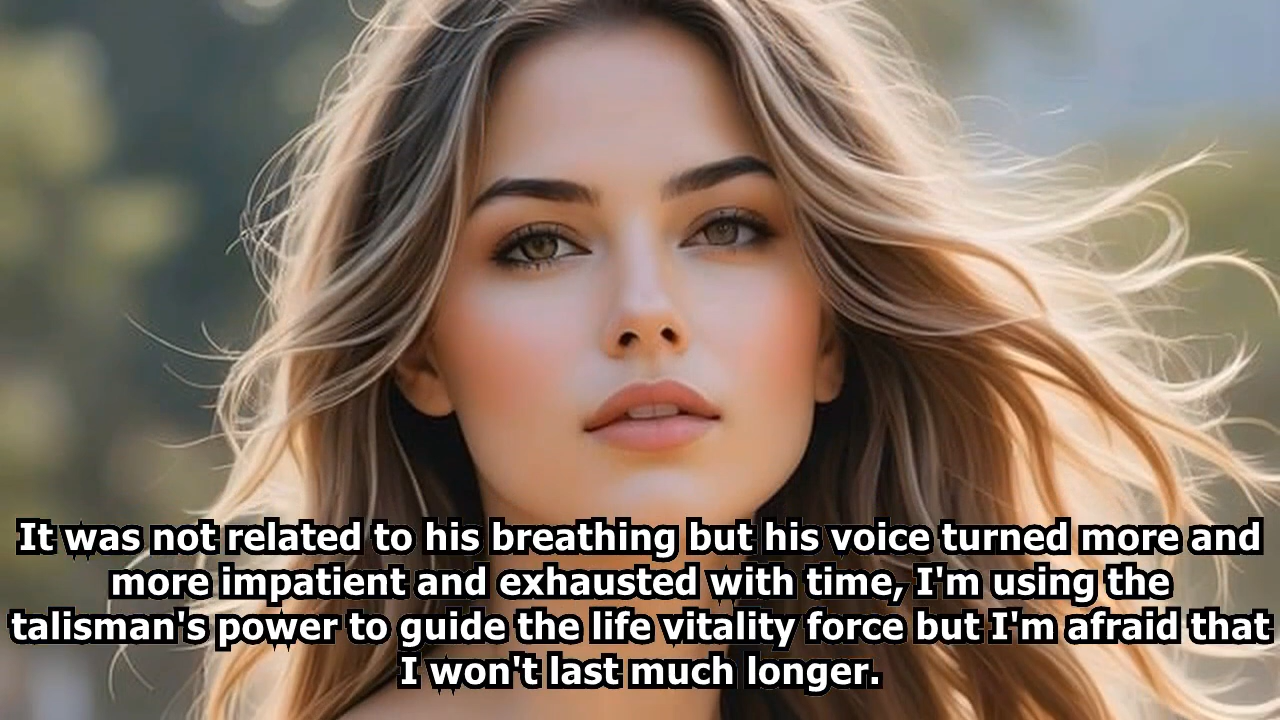 It was not related to his breathing but his voice turned more and
more impatient and exhausted with time, I'm using the
talisman's power to guide the life vitality force but I'm afraid that
I won't last much longer.